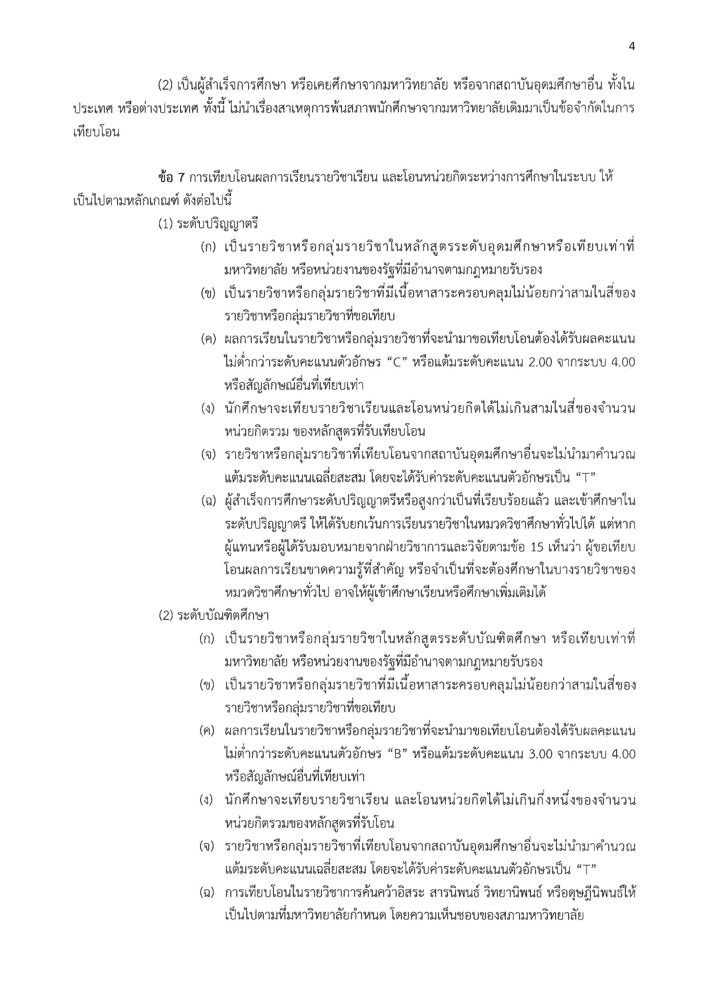 4
(2) เป็นผู้สำเร็จการศึกษา หรือเคยศึกษาจากมหาวิทยาลัย หรือจากสถาบันอุดมศึกษาอื่น ทั้งใน
ประเทศ หรือต่างประเทศ ทั้งนี้ ไม่นำเรื่องสาเหตุการพ้นสภาพนักศึกษาจากมหาวิทยาลัยเดิมมาเป็นข้อจำกัดในการ
เทียบโอน
ข้อ 7 การเทียบโอนผลการเรียนรายวิชาเรียน และโอนหน่วยกิตระหว่างการศึกษาในระบบ ให้
เป็นไปตามหลักเกณฑ์ ดังต่อไปนี้
(1) ระดับปริญญาตรี
(ก) เป็นรายวิชาหรือกลุ่มรายวิชาในหลักสูตรระดับอุดมศึกษาหรือเทียบเท่าที่
มหาวิทยาลัย หรือหน่วยงานของรัฐที่มีอำนาจตามกฎหมายรับรอง
(ข) เป็นรายวิชาหรือกลุ่มรายวิชาที่มีเนื้อหาสาระครอบคลุมไม่น้อยกว่าสามในสี่ของ
รายวิชาหรือกลุ่มรายวิชาที่ขอเทียบ
(ค) ผลการเรียนในรายวิชาหรือกลุ่มรายวิชาที่จะนำมาขอเทียบโอนต้องได้รับผลคะแนน
ไม่ต่ำกว่าระดับคะแนนตัวอักษร “C” หรือแต้มระดับคะแนน 2.00 จากระบบ 4.00
หรือสัญลักษณ์อื่นที่เทียบเท่า
(ง) นักศึกษาจะเทียบรายวิชาเรียนและโอนหน่วยกิตได้ไม่เกินสามในสี่ของจำนวน
หน่วยกิตรวม ของหลักสูตรที่รับเทียบโอน
(จ) รายวิชาหรือกลุ่มรายวิชาที่เทียบโอนจากสถาบันอุดมศึกษาอื่นจะไม่นำมาคำนวณ
แต้มระดับคะแนนเฉลี่ยสะสม โดยจะได้รับค่าระดับคะแนนตัวอักษรเป็น “T”
(ฉ) ผู้สำเร็จการศึกษาระดับปริญญาตรีหรือสูงกว่าเป็นที่เรียบร้อยแล้ว และเข้าศึกษาใน
ระดับปริญญาตรี ให้ได้รับยกเว้นการเรียนรายวิชาในหมวดวิชาศึกษาทั่วไปได้ แต่หาก
ผู้แทนหรือผู้ได้รับมอบหมายจากฝ่ายวิชาการและวิจัยตามข้อ 15 เห็นว่า ผู้ขอเทียบ
โอนผลการเรียนขาดความรู้ที่สำคัญ หรือจำเป็นที่จะต้องศึกษาในบางรายวิชาของ
หมวดวิชาศึกษาทั่วไป อาจให้ผู้เข้าศึกษาเรียนหรือศึกษาเพิ่มเติมได้
(2) ระดับบัณฑิตศึกษา
(ก) เป็นรายวิชาหรือกลุ่มรายวิชาในหลักสูตรระดับบัณฑิตศึกษา หรือเทียบเท่าที่
มหาวิทยาลัย หรือหน่วยงานของรัฐที่มีอำนาจตามกฎหมายรับรอง
(ข) เป็นรายวิชาหรือกลุ่มรายวิชาที่มีเนื้อหาสาระครอบคลุมไม่น้อยกว่าสามในสี่ของ
รายวิชาหรือกลุ่มรายวิชาที่ขอเทียบ
(ค) ผลการเรียนในรายวิชาหรือกลุ่มรายวิชาที่จะนำมาขอเทียบโอนต้องได้รับผลคะแนน
ไม่ต่ำกว่าระดับคะแนนตัวอักษร “B” หรือแต้มระดับคะแนน 3.00 จากระบบ 4.00
หรือสัญลักษณ์อื่นที่เทียบเท่า
(ง) นักศึกษาจะเทียบรายวิชาเรียน และโอนหน่วยกิตได้ไม่เกินกึ่งหนึ่งของจำนวน
หน่วยกิตรวมของหลักสูตรที่รับโอน
(จ) รายวิชาหรือกลุ่มรายวิชาที่เทียบโอนจากสถาบันอุดมศึกษาอื่นจะไม่นำมาคำนวณ
แต้มระดับคะแนนเฉลี่ยสะสม โดยจะได้รับค่าระดับคะแนนตัวอักษรเป็น “T”
(ฉ) การเทียบโอนในรายวิชาการค้นคว้าอิสระ สารนิพนธ์ วิทยานิพนธ์ หรือดุษฎีนิพนธ์ให้
เป็นไปตามที่มหาวิทยาลัยกำหนด โดยความเห็นชอบของสภามหาวิทยาลัย